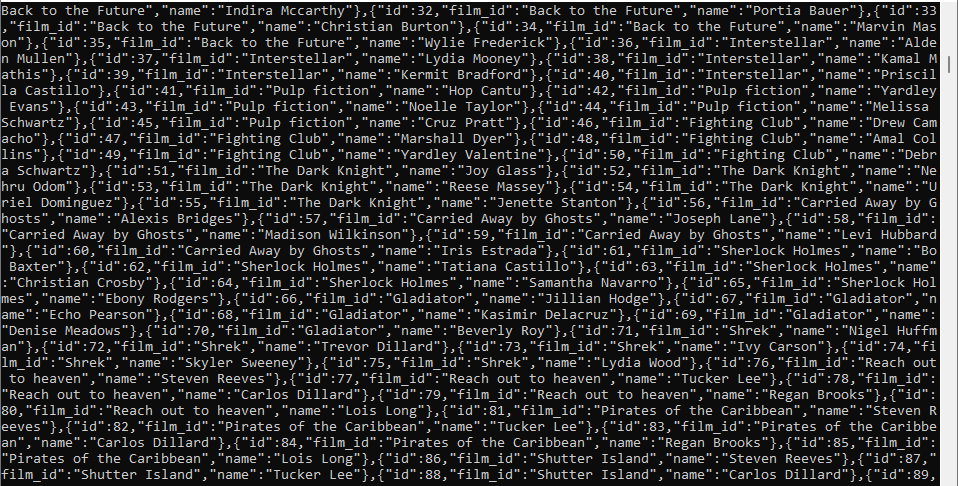 Back to the Future","name":"Indira Mccarthy"},{"id":32,"film_id":"Back to the Future","name":"Portia Bauer"},{"id":33
,"film_id":"Back to the Future","name":"Christian Burton"},{"id":34,"film_id":"Back to the Future","name":"Marvin Mas
on"},{"id":35,"film_id":"Back to the Future","name":"Wylie Frederick"},{"id":36,"film_id":"Interstellar","name":"Alde
n Mullen"},{"id":37,"film_id":"Interstellar","name":"Lydia Mooney"},{"id":38,"film_id":"Interstellar","name":"Kamal M
athis"},{"id":39,"film_id":"Interstellar","name":"Kermit Bradford"},{"id":40,"film_id":"Interstellar","name":"Priscil
la Castillo"},{"id":41,"film_id":"Pulp fiction","name":"Hop Cantu"},{"id":42,"film_id":"Pulp fiction","name":"Yardley
 Evans"},{"id":43,"film_id":"Pulp fiction","name":"Noelle Taylor"},{"id":44,"film_id":"Pulp fiction","name":"Melissa 
Schwartz"},{"id":45,"film_id":"Pulp fiction","name":"Cruz Pratt"},{"id":46,"film_id":"Fighting Club","name":"Drew Cam
acho"},{"id":47,"film_id":"Fighting Club","name":"Marshall Dyer"},{"id":48,"film_id":"Fighting Club","name":"Amal Col
lins"},{"id":49,"film_id":"Fighting Club","name":"Yardley Valentine"},{"id":50,"film_id":"Fighting Club","name":"Debr
a Schwartz"},{"id":51,"film_id":"The Dark Knight","name":"Joy Glass"},{"id":52,"film_id":"The Dark Knight","name":"Ne
hru Odom"},{"id":53,"film_id":"The Dark Knight","name":"Reese Massey"},{"id":54,"film_id":"The Dark Knight","name":"U
riel Dominguez"},{"id":55,"film_id":"The Dark Knight","name":"Jenette Stanton"},{"id":56,"film_id":"Carried Away by G
hosts","name":"Alexis Bridges"},{"id":57,"film_id":"Carried Away by Ghosts","name":"Joseph Lane"},{"id":58,"film_id":
"Carried Away by Ghosts","name":"Madison Wilkinson"},{"id":59,"film_id":"Carried Away by Ghosts","name":"Levi Hubbard
"},{"id":60,"film_id":"Carried Away by Ghosts","name":"Iris Estrada"},{"id":61,"film_id":"Sherlock Holmes","name":"Bo
 Baxter"},{"id":62,"film_id":"Sherlock Holmes","name":"Tatiana Castillo"},{"id":63,"film_id":"Sherlock Holmes","name"
:"Christian Crosby"},{"id":64,"film_id":"Sherlock Holmes","name":"Samantha Navarro"},{"id":65,"film_id":"Sherlock Hol
mes","name":"Ebony Rodgers"},{"id":66,"film_id":"Gladiator","name":"Jillian Hodge"},{"id":67,"film_id":"Gladiator","n
ame":"Echo Pearson"},{"id":68,"film_id":"Gladiator","name":"Kasimir Delacruz"},{"id":69,"film_id":"Gladiator","name":
"Denise Meadows"},{"id":70,"film_id":"Gladiator","name":"Beverly Roy"},{"id":71,"film_id":"Shrek","name":"Nigel Huffm
an"},{"id":72,"film_id":"Shrek","name":"Trevor Dillard"},{"id":73,"film_id":"Shrek","name":"Ivy Carson"},{"id":74,"fi
lm_id":"Shrek","name":"Skyler Sweeney"},{"id":75,"film_id":"Shrek","name":"Lydia Wood"},{"id":76,"film_id":"Reach out
 to heaven","name":"Steven Reeves"},{"id":77,"film_id":"Reach out to heaven","name":"Tucker Lee"},{"id":78,"film_id":
"Reach out to heaven","name":"Carlos Dillard"},{"id":79,"film_id":"Reach out to heaven","name":"Regan Brooks"},{"id":
80,"film_id":"Reach out to heaven","name":"Lois Long"},{"id":81,"film_id":"Pirates of the Caribbean","name":"Steven R
eeves"},{"id":82,"film_id":"Pirates of the Caribbean","name":"Tucker Lee"},{"id":83,"film_id":"Pirates of the Caribbe
an","name":"Carlos Dillard"},{"id":84,"film_id":"Pirates of the Caribbean","name":"Regan Brooks"},{"id":85,"film_id":
"Pirates of the Caribbean","name":"Lois Long"},{"id":86,"film_id":"Shutter Island","name":"Steven Reeves"},{"id":87,"
film_id":"Shutter Island","name":"Tucker Lee"},{"id":88,"film_id":"Shutter Island","name":"Carlos Dillard"},{"id":89,